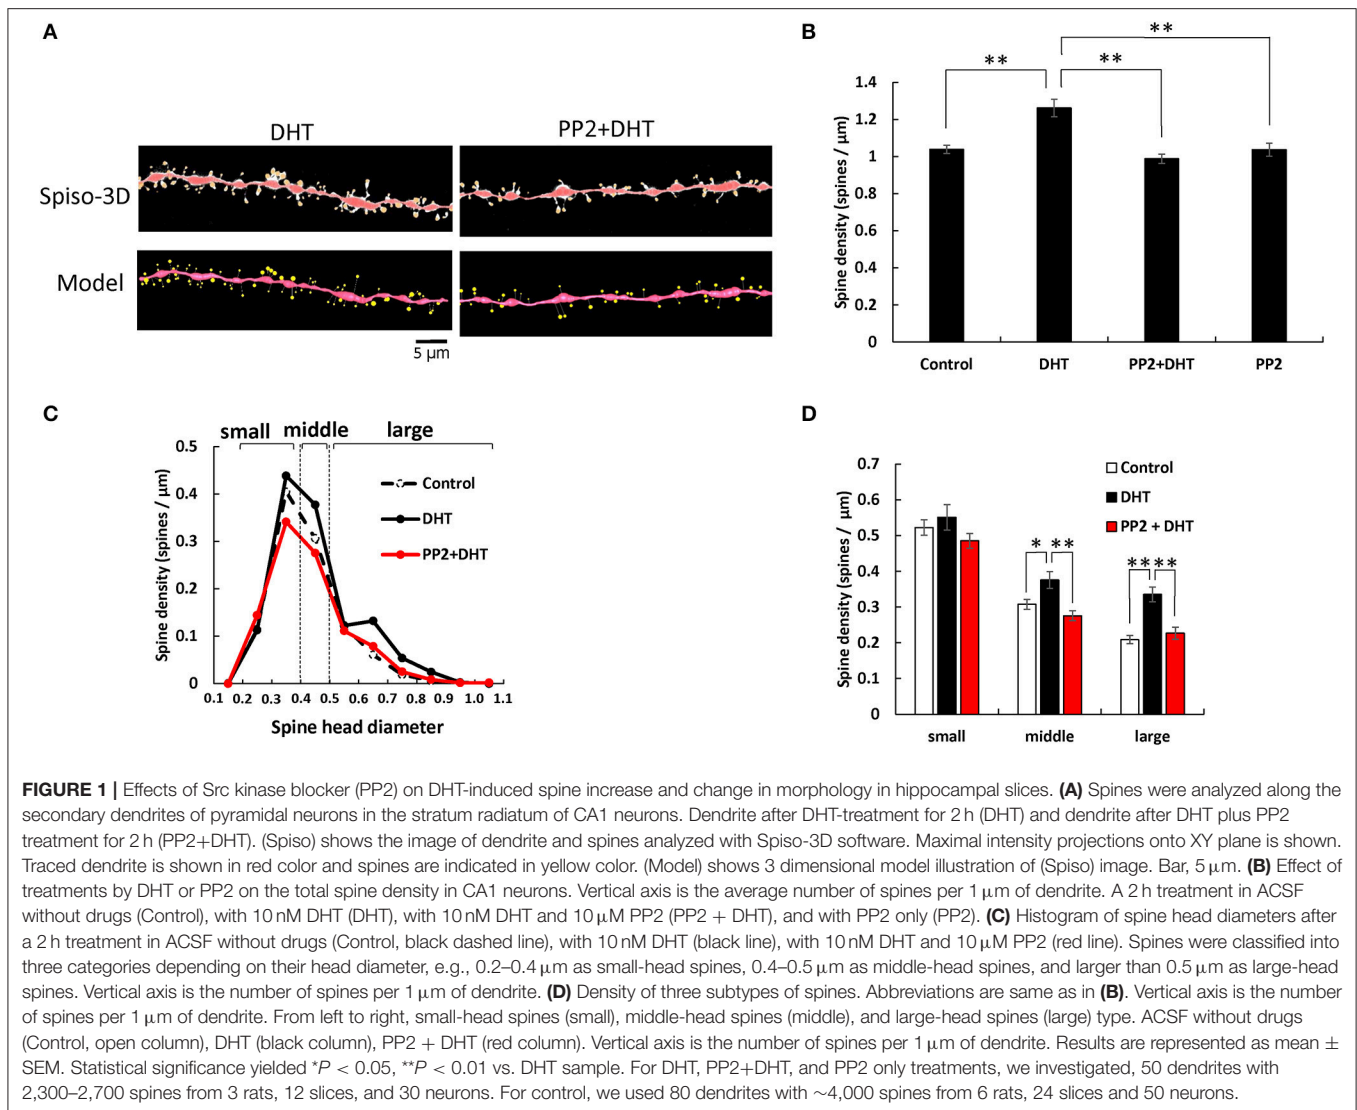 A
DHT
PP2+DHT
Spiso-3D
Model
5 µm
B
**
**
**
Spine density (spines / µm)
1.4
1.2
1
0.8
0.6
0.4
0.2
0
Control
DHT
PP2+DHT
PP2
C
small
middle
large
Spine density (spines / µm)
0.5
0.4
0.3
0.2
0.1
0
Control
DHT
PP2+DHT
0.1 0.2 0.3 0.4 0.5 0.6 0.7 0.8 0.9 1.0 1.1
Spine head diameter
D
Spine density (spines / µm)
0.7
0.6
0.5
0.4
0.3
0.2
0.1
0
Control
DHT
PP2 + DHT
* **
** **
small
middle
large
FIGURE 1 | Effects of Src kinase blocker (PP2) on DHT-induced spine increase and change in morphology in hippocampal slices. (A) Spines were analyzed along the
secondary dendrites of pyramidal neurons in the stratum radiatum of CA1 neurons. Dendrite after DHT-treatment for 2 h (DHT) and dendrite after DHT plus PP2
treatment for 2 h (PP2+DHT). (Spiso) shows the image of dendrite and spines analyzed with Spiso-3D software. Maximal intensity projections onto XY plane is shown.
Traced dendrite is shown in red color and spines are indicated in yellow color. (Model) shows 3 dimensional model illustration of (Spiso) image. Bar, 5 µm. (B) Effect of
treatments by DHT or PP2 on the total spine density in CA1 neurons. Vertical axis is the average number of spines per 1 µm of dendrite. A 2 h treatment in ACSF
without drugs (Control), with 10 nM DHT (DHT), with 10 nM DHT and 10 µM PP2 (PP2 + DHT), and with PP2 only (PP2). (C) Histogram of spine head diameters after
a 2 h treatment in ACSF without drugs (Control, black dashed line), with 10 nM DHT (black line), with 10 nM DHT and 10 µM PP2 (red line). Spines were classified into
three categories depending on their head diameter, e.g., 0.2–0.4 µm as small-head spines, 0.4–0.5 µm as middle-head spines, and larger than 0.5 µm as large-head
spines. Vertical axis is the number of spines per 1 µm of dendrite. (D) Density of three subtypes of spines. Abbreviations are same as in (B). Vertical axis is the number
of spines per 1 µm of dendrite. From left to right, small-head spines (small), middle-head spines (middle), and large-head spines (large) type. ACSF without drugs
(Control, open column), DHT (black column), PP2 + DHT (red column). Vertical axis is the number of spines per 1 µm of dendrite. Results are represented as mean ±
SEM. Statistical significance yielded *P < 0.05, **P < 0.01 vs. DHT sample. For DHT, PP2+DHT, and PP2 only treatments, we investigated, 50 dendrites with
2,300–2,700 spines from 3 rats, 12 slices, and 30 neurons. For control, we used 80 dendrites with ~4,000 spines from 6 rats, 24 slices and 50 neurons.